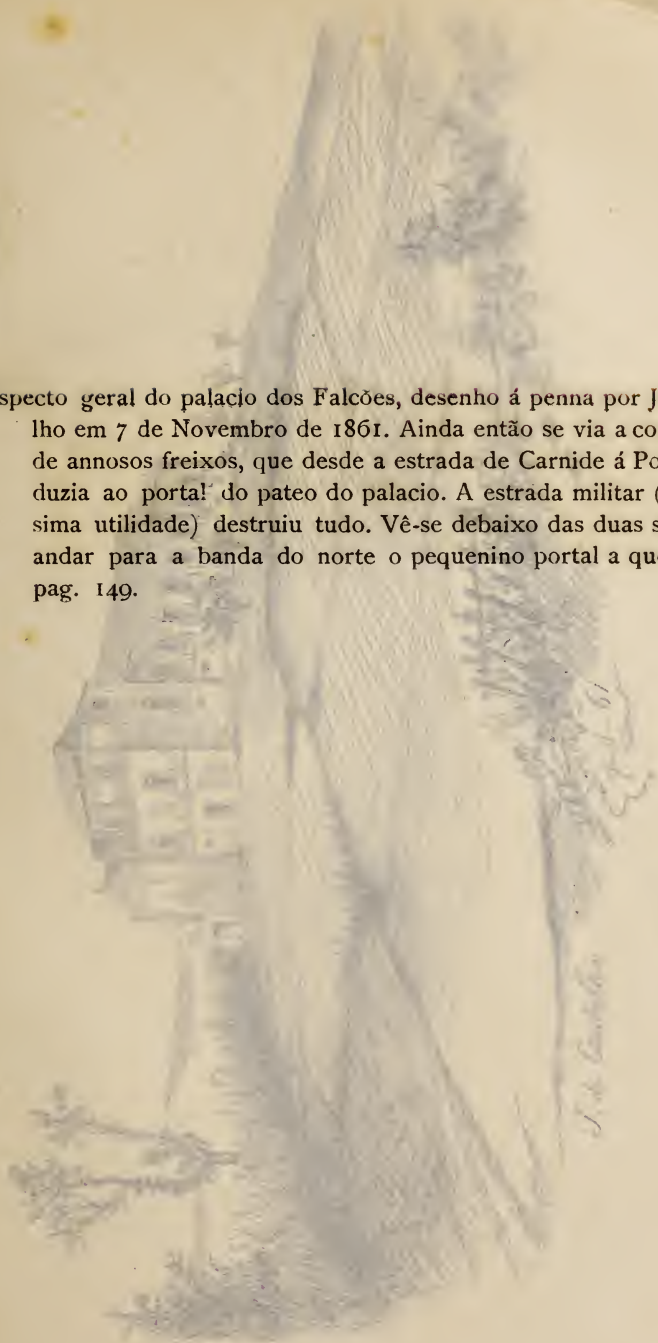 specto geral do palacio dos Falcões, desenho á penna por J
lho em 7 de Novembro de 1861. Ainda então se via a co
de annosos freixos, que desde a estrada de Carnide á Po
duzia ao portal do pateo do palacio. A estrada militar (
sima utilidade) destruiu tudo. Vê-se debaixo das duas s
andar para a banda do norte o pequenino portal a qu
pag. 149.
J. de Castilho